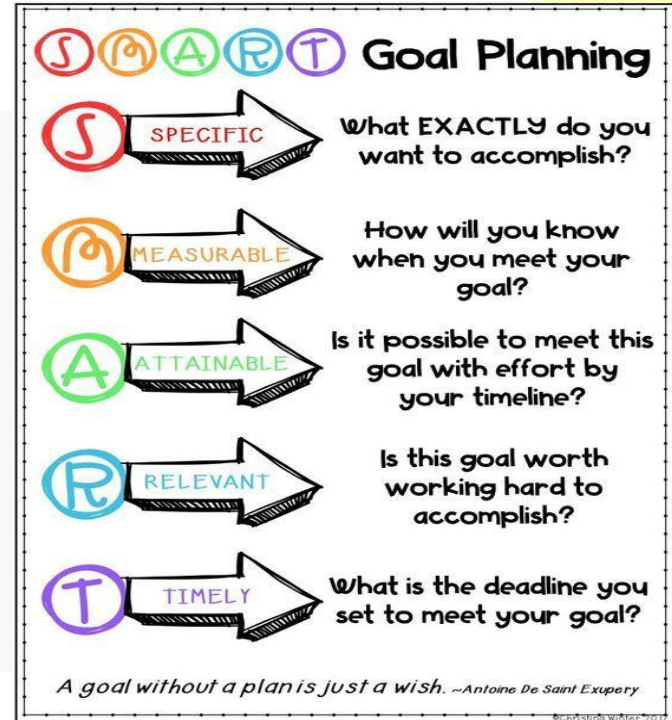 SMART Goal Planning
S SPECIFIC
What EXACTLY do you
want to accomplish?
M MEASURABLE
How will you know
when you meet your
goal?
A ATTAINABLE
Is it possible to meet this
goal with effort by
your timeline?
R RELEVANT
Is this goal worth
working hard to
accomplish?
T TIMELY
What is the deadline you
set to meet your goal?
A goal without a plan is just a wish. ~Antoine De Saint Exupery
©Christina Winter